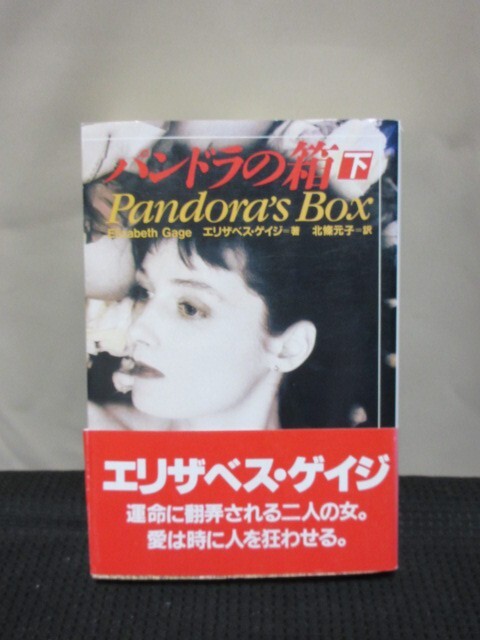 パンドラの箱 下
Pandora's Box
Elizabeth Gage エリザベス・ゲイジ=著 北條元子=訳
エリザベス・ゲイジ
運命に翻弄される二人の女。
愛は時に人を狂わせる。